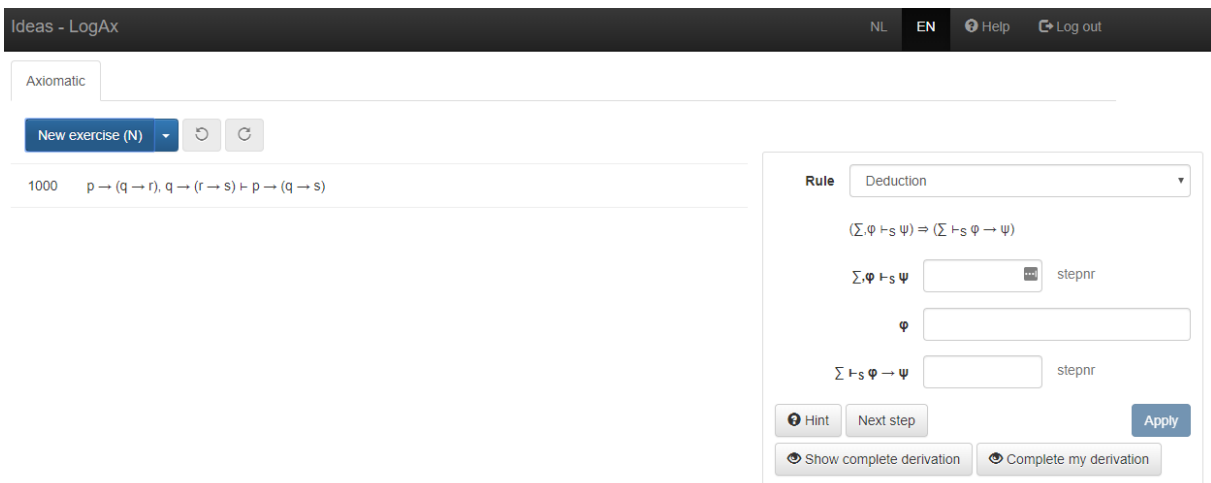 Ideas - LogAx NL EN Help Log out
Axiomatic
New exercise (N)
1000 p → (q → r), q → (r → s) ⊢ p → (q → s)
Rule Deduction
(∑,φ ⊢S ψ) ⇒ (∑ ⊢S φ → ψ)
∑,φ ⊢S ψ stepnr
φ
∑ ⊢S φ → ψ stepnr
Hint Next step Apply
Show complete derivation Complete my derivation